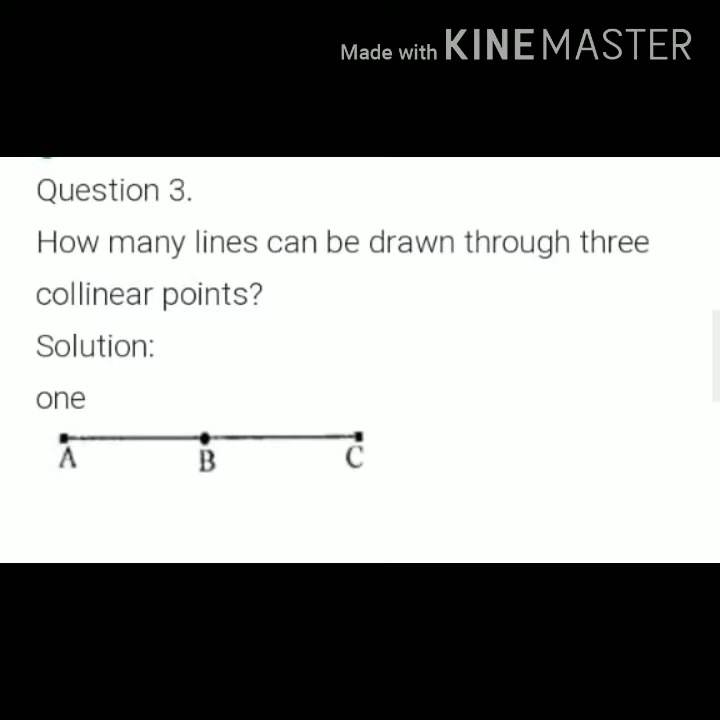 Made with KINEMASTER
Question 3.
How many lines can be drawn through three
collinear points?
Solution:
one
A B C